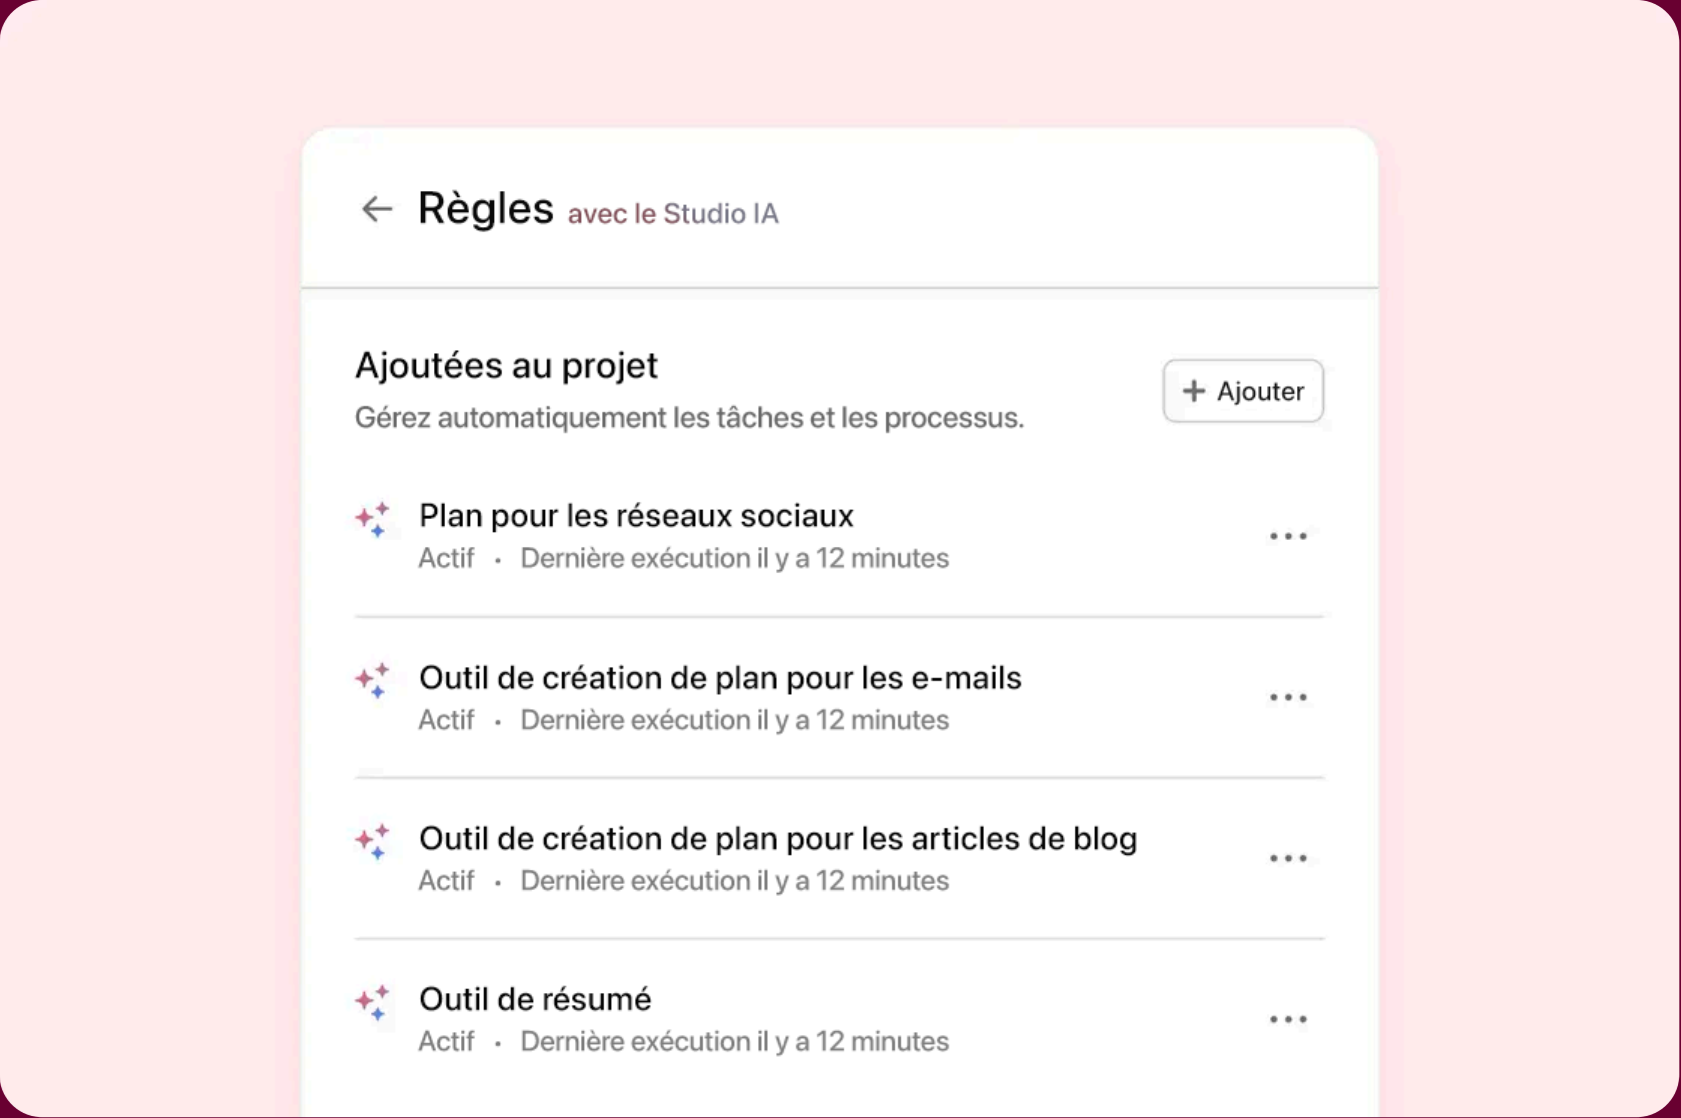 Règles avec le Studio IA
Ajoutées au projet
Gérez automatiquement les tâches et les processus.
+ Ajouter
Plan pour les réseaux sociaux
Actif · Dernière exécution il y a 12 minutes
Outil de création de plan pour les e-mails
Actif · Dernière exécution il y a 12 minutes
Outil de création de plan pour les articles de blog
Actif · Dernière exécution il y a 12 minutes
Outil de résumé
Actif · Dernière exécution il y a 12 minutes